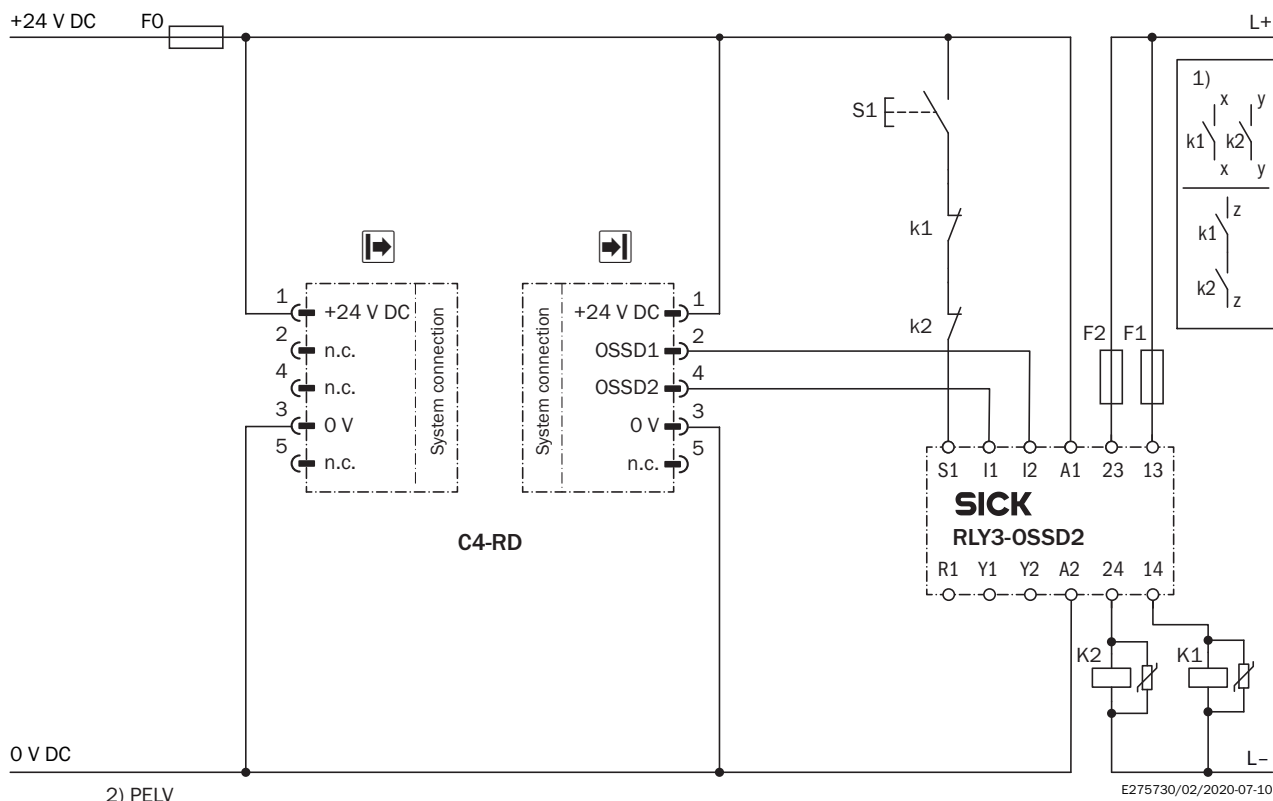 +24 V DC F0 L+
1)
x y
k1 k2
x y
z
k1
k2
z
S1
k1
k2
F2 F1
1 +24 V DC
2 n.c.
4 n.c.
3 0 V
5 n.c.
System connection
System connection
+24 V DC 1
OSSD1 2
OSSD2 4
0 V 3
n.c. 5
C4-RD
S1 I1 I2 A1 23 13
SICK
RLY3-OSSD2
R1 Y1 Y2 A2 24 14
K2 K1
0 V DC L–
2) PELV
E275730/02/2020-07-10